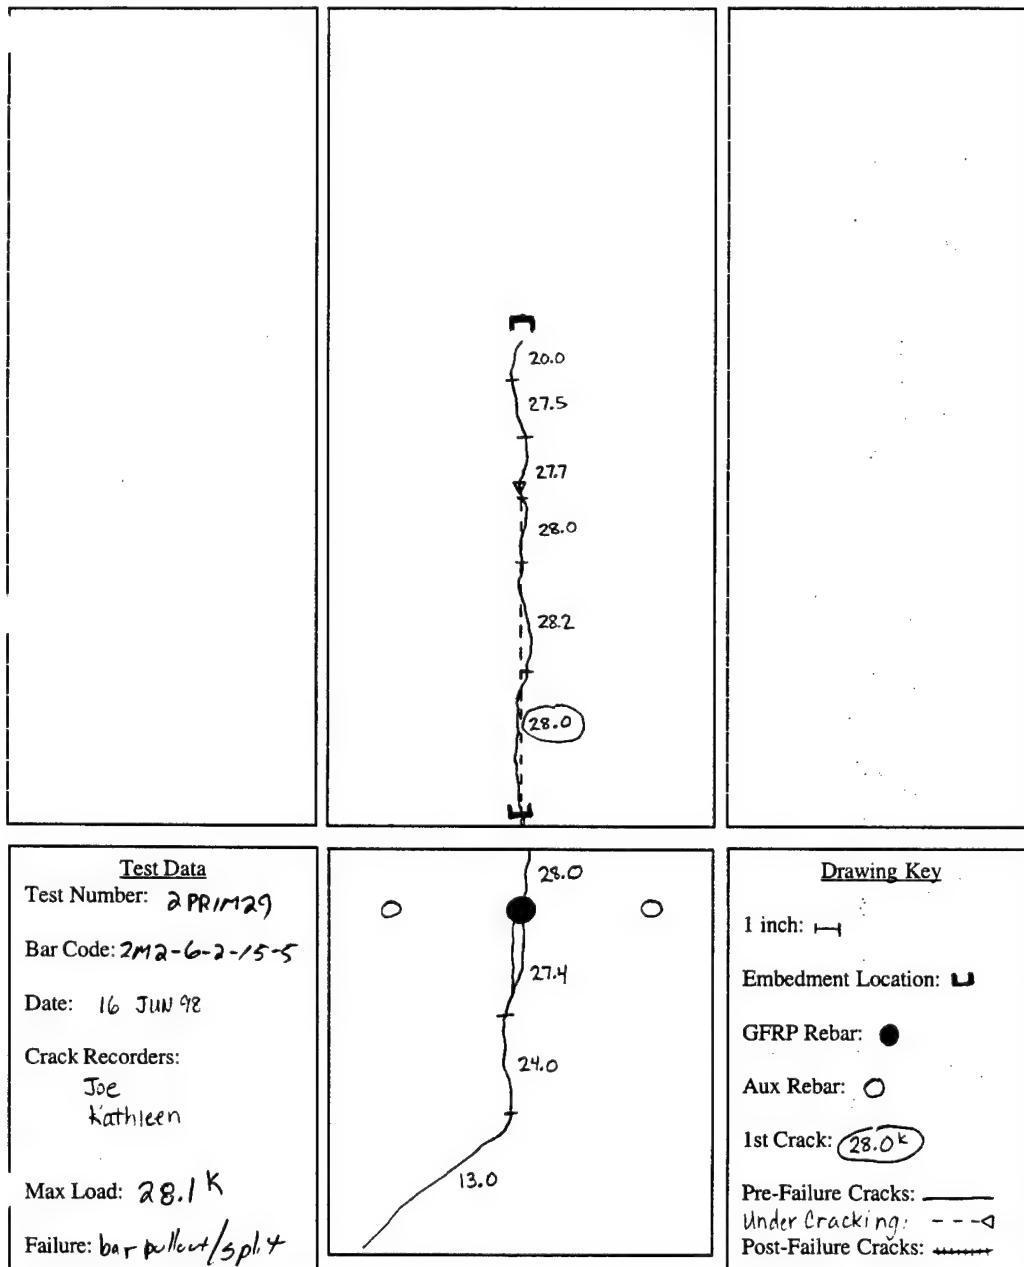 20.0
27.5
27.7
28.0
28.2
28.0
Test Data
Test Number: 2PRIM29
Bar Code: 2M2-6-2-15-5
Date: 16 JUN 98
Crack Recorders:
Joe
Kathleen
Max Load: 28.1 K
Failure: bar pullout/split
28.0
27.4
24.0
13.0
Drawing Key
1 inch:
Embedment Location:
GFRP Rebar:
Aux Rebar:
1st Crack: 28.0 k
Pre-Failure Cracks:
Under Cracking:
Post-Failure Cracks: